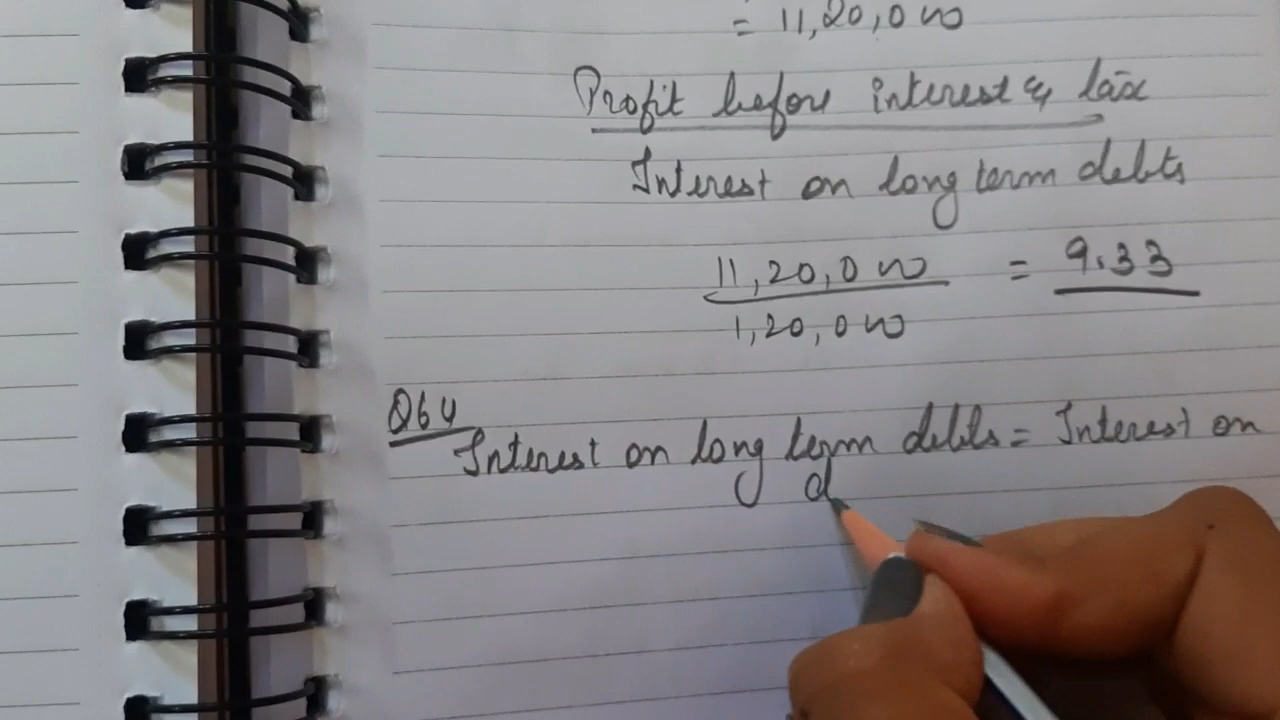 = 11,20,000
Profit before interest & tax
Interest on long term debts
11,20,000 = 9.33
1,20,000
Q64
Interest on long term debts = Interest on
d